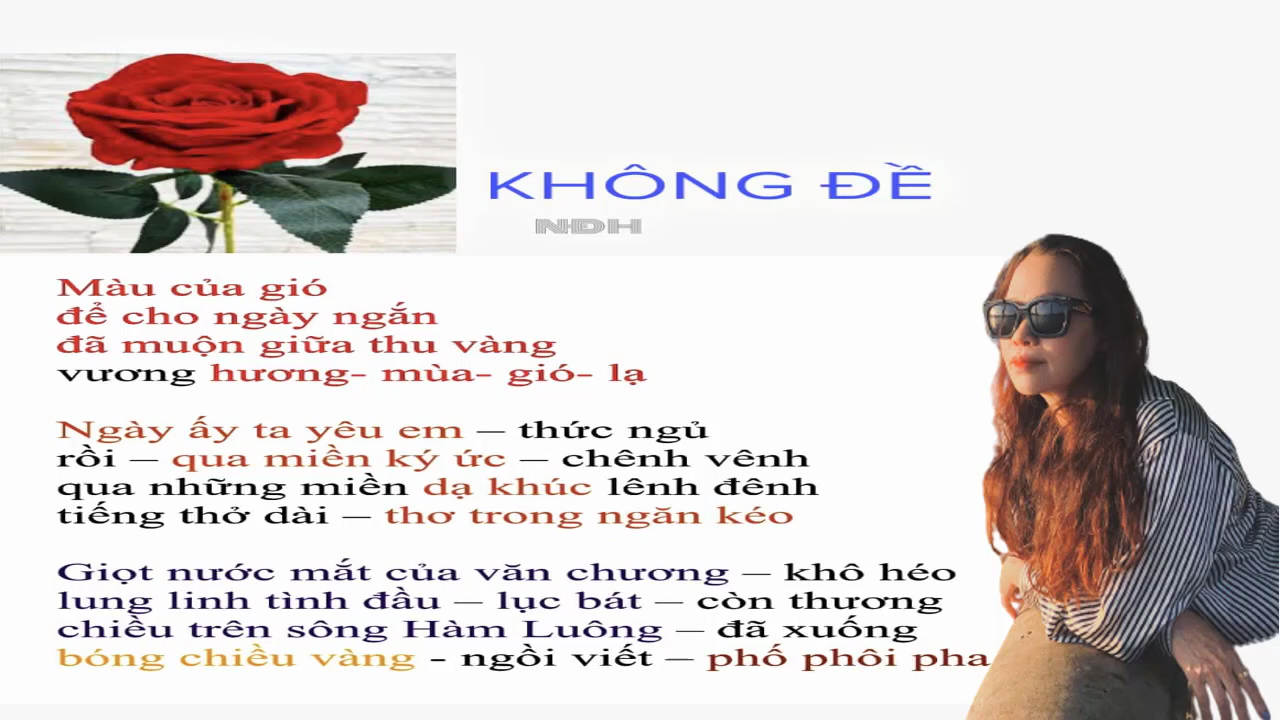 KHÔNG ĐỀ
NĐH
Màu của gió
để cho ngày ngắn
đã muộn giữa thu vàng
vương hương- mùa- gió- lạ
Ngày ấy ta yêu em – thức ngủ
rồi – qua miền ký ức – chênh vênh
qua những miền dạ khúc lênh đênh
tiếng thở dài – thơ trong ngăn kéo
Giọt nước mắt của văn chương – khô héo
lung linh tình đầu – lục bát – còn thương
chiều trên sông Hàm Luông – đã xuống
bóng chiều vàng - ngồi viết – phố phôi pha